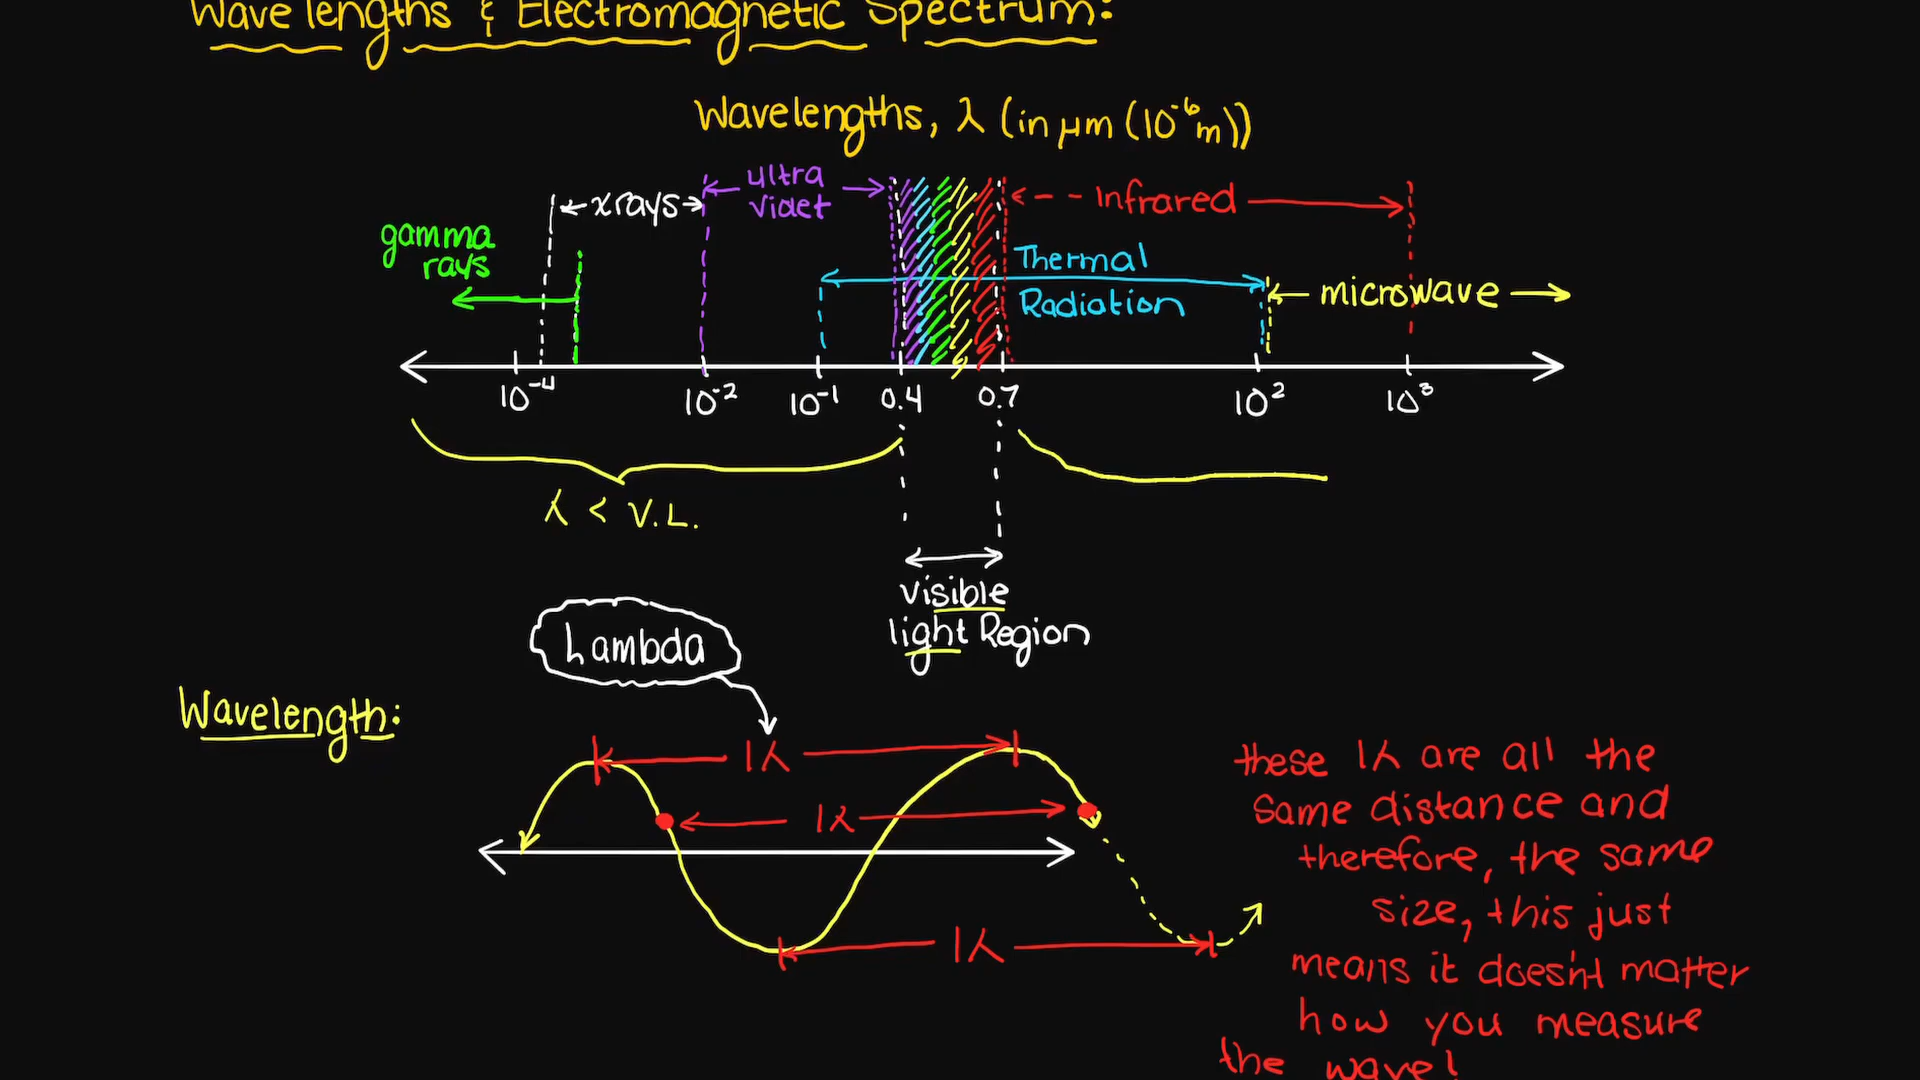 Wavelengths & Electromagnetic Spectrum:
Wavelengths, λ (in μm (10⁻⁶m))
gamma
rays
xrays
ultra
violet
Infrared
Thermal
Radiation
microwave
10⁻⁴ 10⁻² 10⁻¹ 0.4 0.7 10² 10³
λ < V.L.
visible
light Region
Lambda
Wavelength:
1λ
1λ
1λ
these 1λ are all the
same distance and
therefore, the same
size, this just
means it doesn't matter
how you measure
the wave!